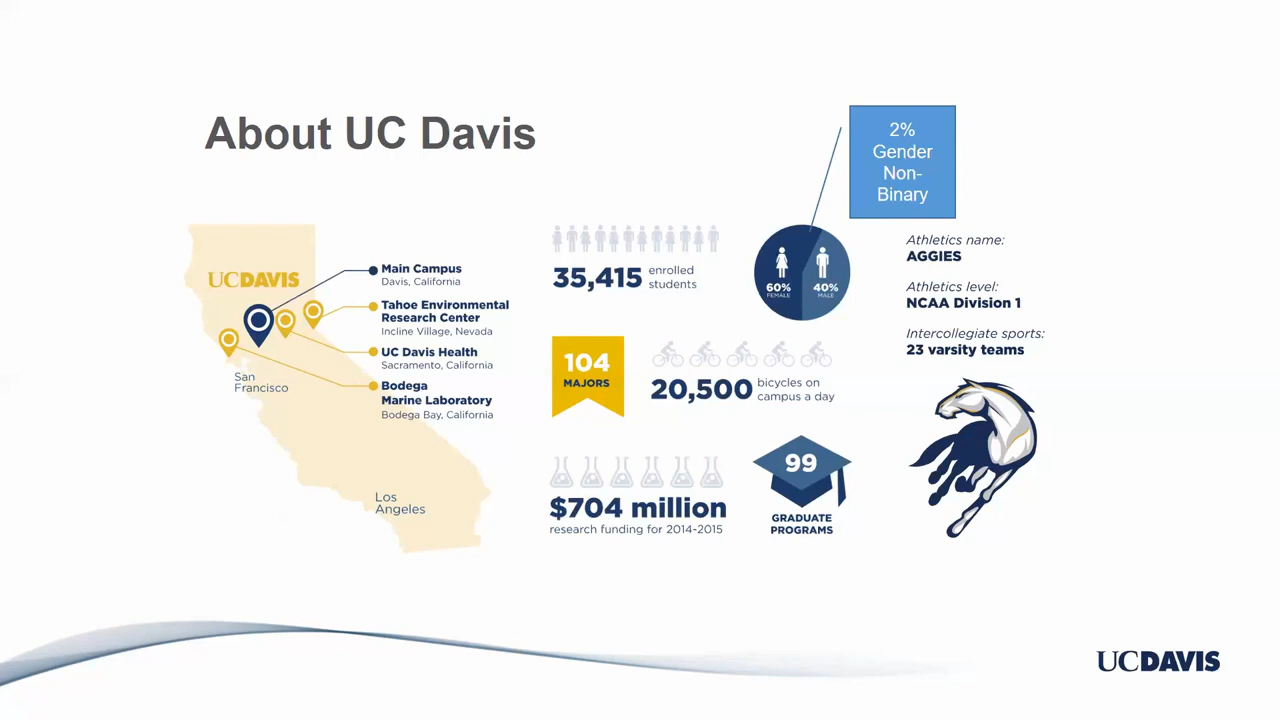 About UC Davis
2%
Gender
Non-
Binary
UCDAVIS
Main Campus
Davis, California
Tahoe Environmental
Research Center
Incline Village, Nevada
UC Davis Health
Sacramento, California
Bodega
Marine Laboratory
Bodega Bay, California
San
Francisco
Los
Angeles
35,415 enrolled
students
60%
FEMALE
40%
MALE
104
MAJORS
20,500 bicycles on
campus a day
$704 million
research funding for 2014-2015
99
GRADUATE
PROGRAMS
Athletics name:
AGGIES
Athletics level:
NCAA Division 1
Intercollegiate sports:
23 varsity teams
UCDAVIS